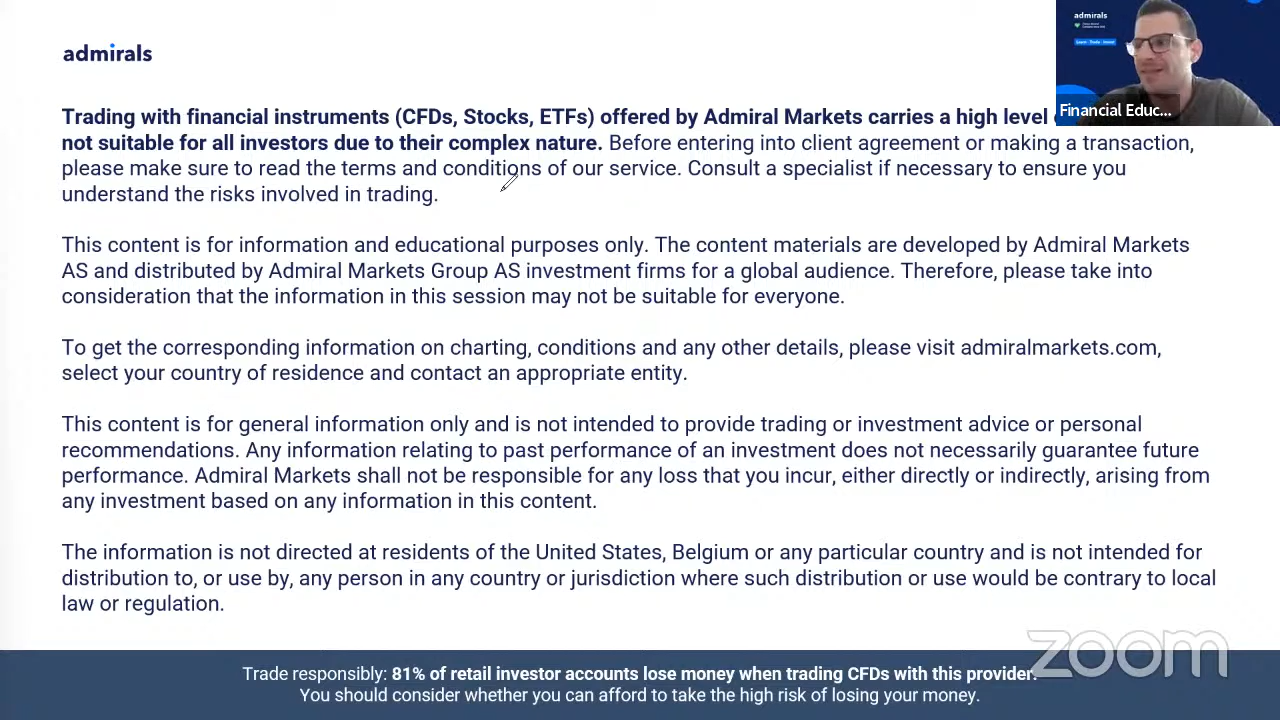 admirals
admirals
Learn · Trade · Invest
Financial Educ...
Trading with financial instruments (CFDs, Stocks, ETFs) offered by Admiral Markets carries a high level
not suitable for all investors due to their complex nature. Before entering into client agreement or making a transaction,
please make sure to read the terms and conditions of our service. Consult a specialist if necessary to ensure you
understand the risks involved in trading.
This content is for information and educational purposes only. The content materials are developed by Admiral Markets
AS and distributed by Admiral Markets Group AS investment firms for a global audience. Therefore, please take into
consideration that the information in this session may not be suitable for everyone.
To get the corresponding information on charting, conditions and any other details, please visit admiralmarkets.com,
select your country of residence and contact an appropriate entity.
This content is for general information only and is not intended to provide trading or investment advice or personal
recommendations. Any information relating to past performance of an investment does not necessarily guarantee future
performance. Admiral Markets shall not be responsible for any loss that you incur, either directly or indirectly, arising from
any investment based on any information in this content.
The information is not directed at residents of the United States, Belgium or any particular country and is not intended for
distribution to, or use by, any person in any country or jurisdiction where such distribution or use would be contrary to local
law or regulation.
zoom
Trade responsibly: 81% of retail investor accounts lose money when trading CFDs with this provider.
You should consider whether you can afford to take the high risk of losing your money.